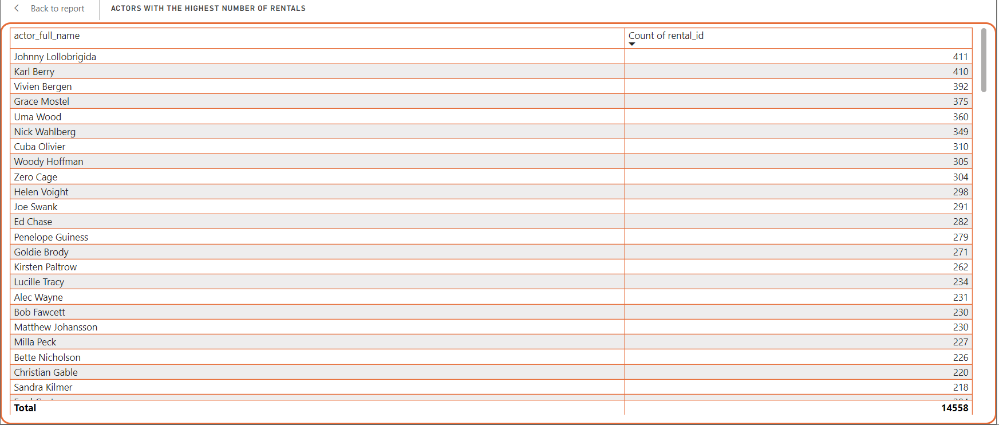 Back to report
ACTORS WITH THE HIGHEST NUMBER OF RENTALS
actor_full_name Count of rental_id
Johnny Lollobrigida 411
Karl Berry 410
Vivien Bergen 392
Grace Mostel 375
Uma Wood 360
Nick Wahlberg 349
Cuba Olivier 310
Woody Hoffman 305
Zero Cage 304
Helen Voight 298
Joe Swank 291
Ed Chase 282
Penelope Guiness 279
Goldie Brody 271
Kirsten Paltrow 262
Lucille Tracy 234
Alec Wayne 231
Bob Fawcett 230
Matthew Johansson 230
Milla Peck 227
Bette Nicholson 226
Christian Gable 220
Sandra Kilmer 218
Total 14558